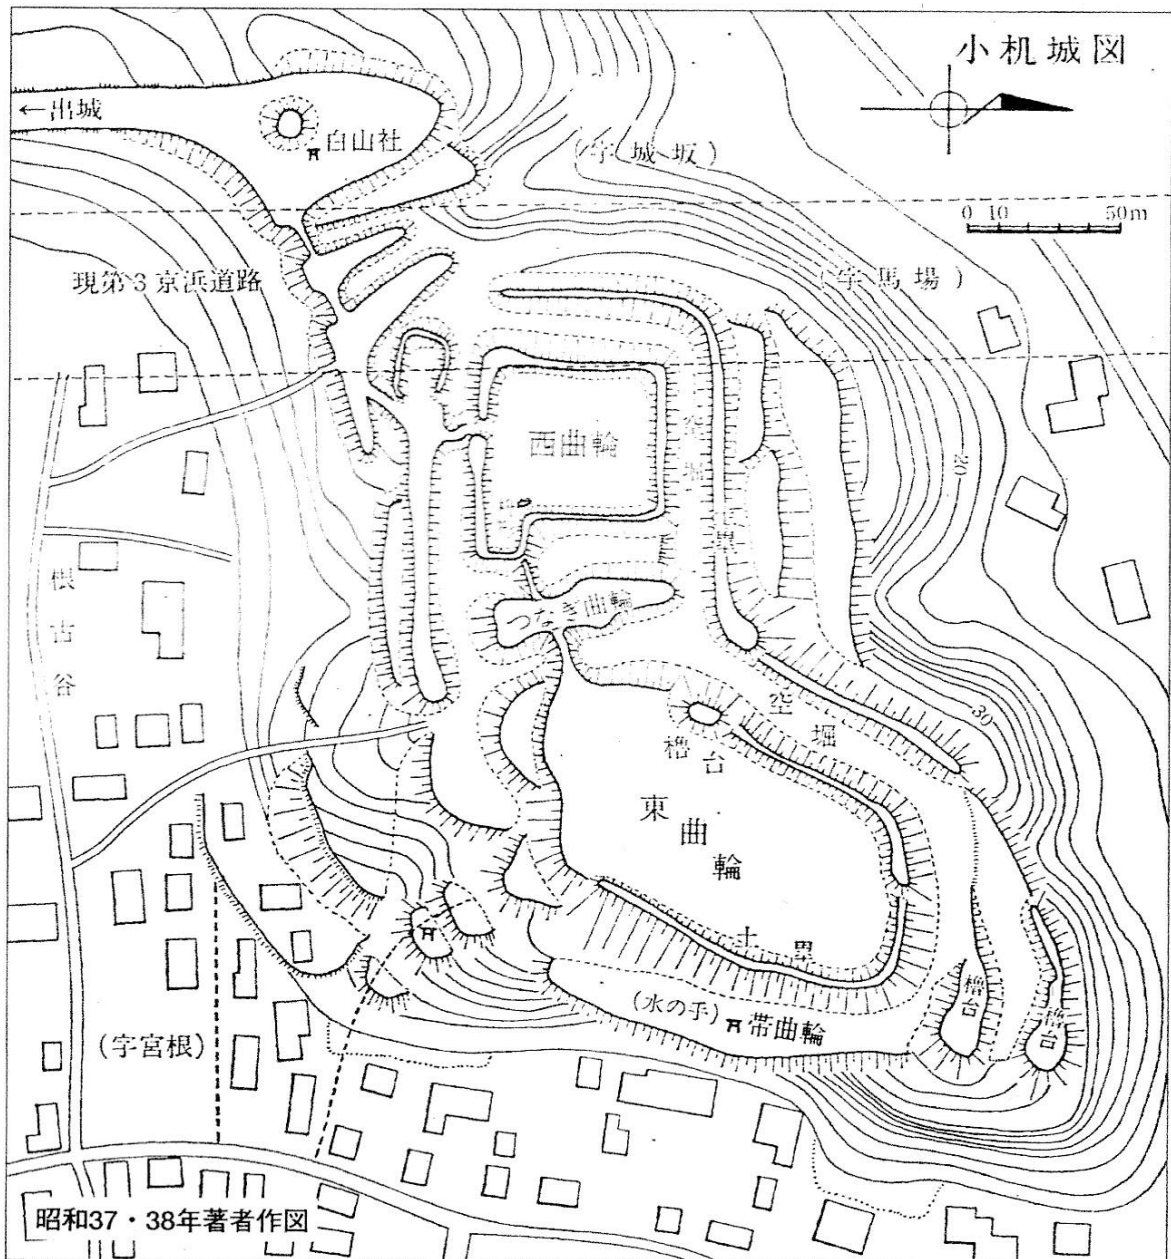 小机城図
←出城
白山社
(字城坂)
0 10 50m
現第3京浜道路
(字馬場)
西曲輪
空堀
土塁
20
つなぎ曲輪
根古谷
30
空堀
櫓台
東曲輪
土塁
(水の手)
帯曲輪
櫓台
櫓台
(字宮根)
昭和37・38年著者作図